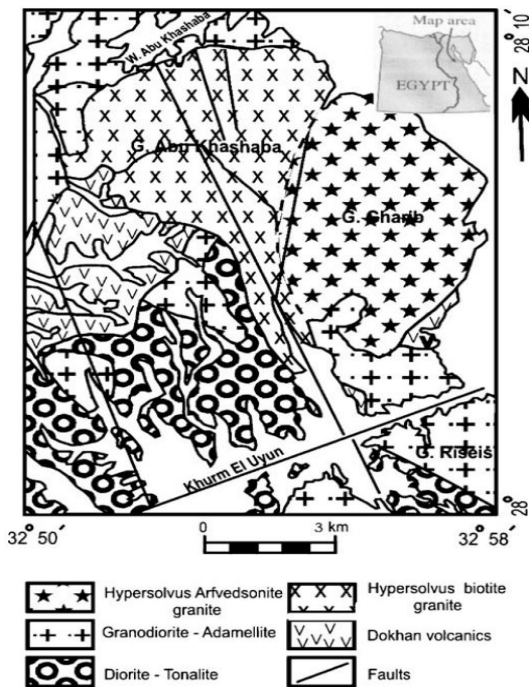 Map area
EGYPT
28 10
N
W. Abu Khashaba
G. Abu Khashaba
G. Gharib
G. Riseis
Khurm El Uyun
28
32 50´
0 3 km
32 58´
Hypersolvus Arfvedsonite granite
Hypersolvus biotite granite
Granodiorite - Adamellite
Dokhan volcanics
Diorite - Tonalite
Faults